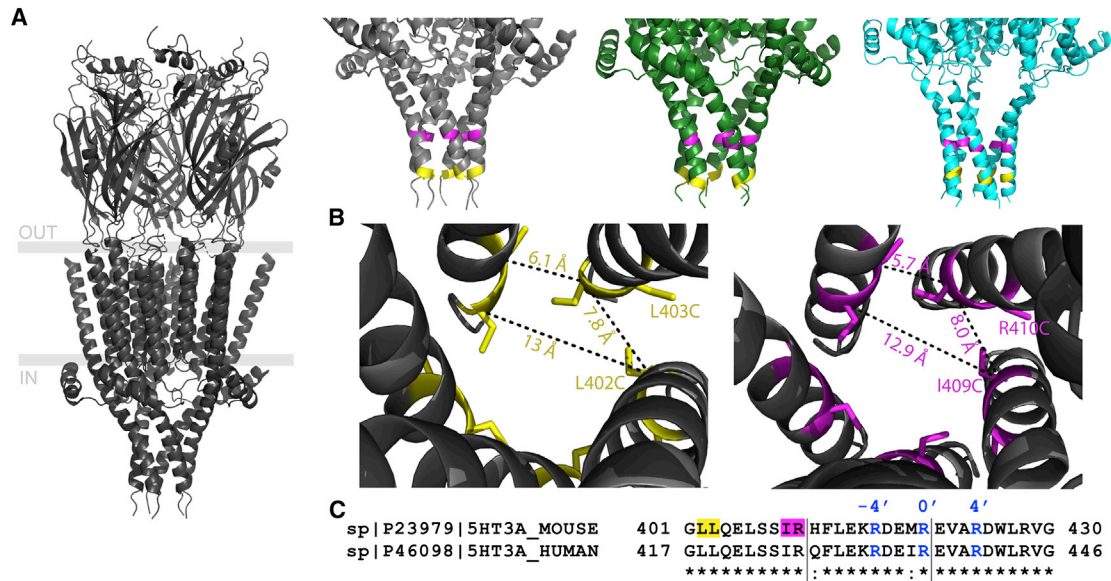 A
OUT
IN
B
6.1 Å
7.8 Å
13 Å
L403C
L402C
5.7 Å
8.0 Å
12.9 Å
R410C
I409C
C
-4' 0' 4'
sp|P23979|5HT3A_MOUSE 401 GLLQELSSIRHFLEKRDEMREVARDWLRVG 430
sp|P46098|5HT3A_HUMAN 417 GLLQELSSIRQFLEKRDEIREVARDWLRVG 446
**********:*******:.***********